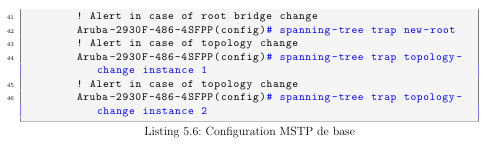 41 ! Alert in case of root bridge change
42 Aruba-2930F-486-4SFPP(config)# spanning-tree trap new-root
43 ! Alert in case of topology change
44 Aruba-2930F-486-4SFPP(config)# spanning-tree trap topology-
change instance 1
45 ! Alert in case of topology change
46 Aruba-2930F-486-4SFPP(config)# spanning-tree trap topology-
change instance 2
Listing 5.6: Configuration MSTP de base